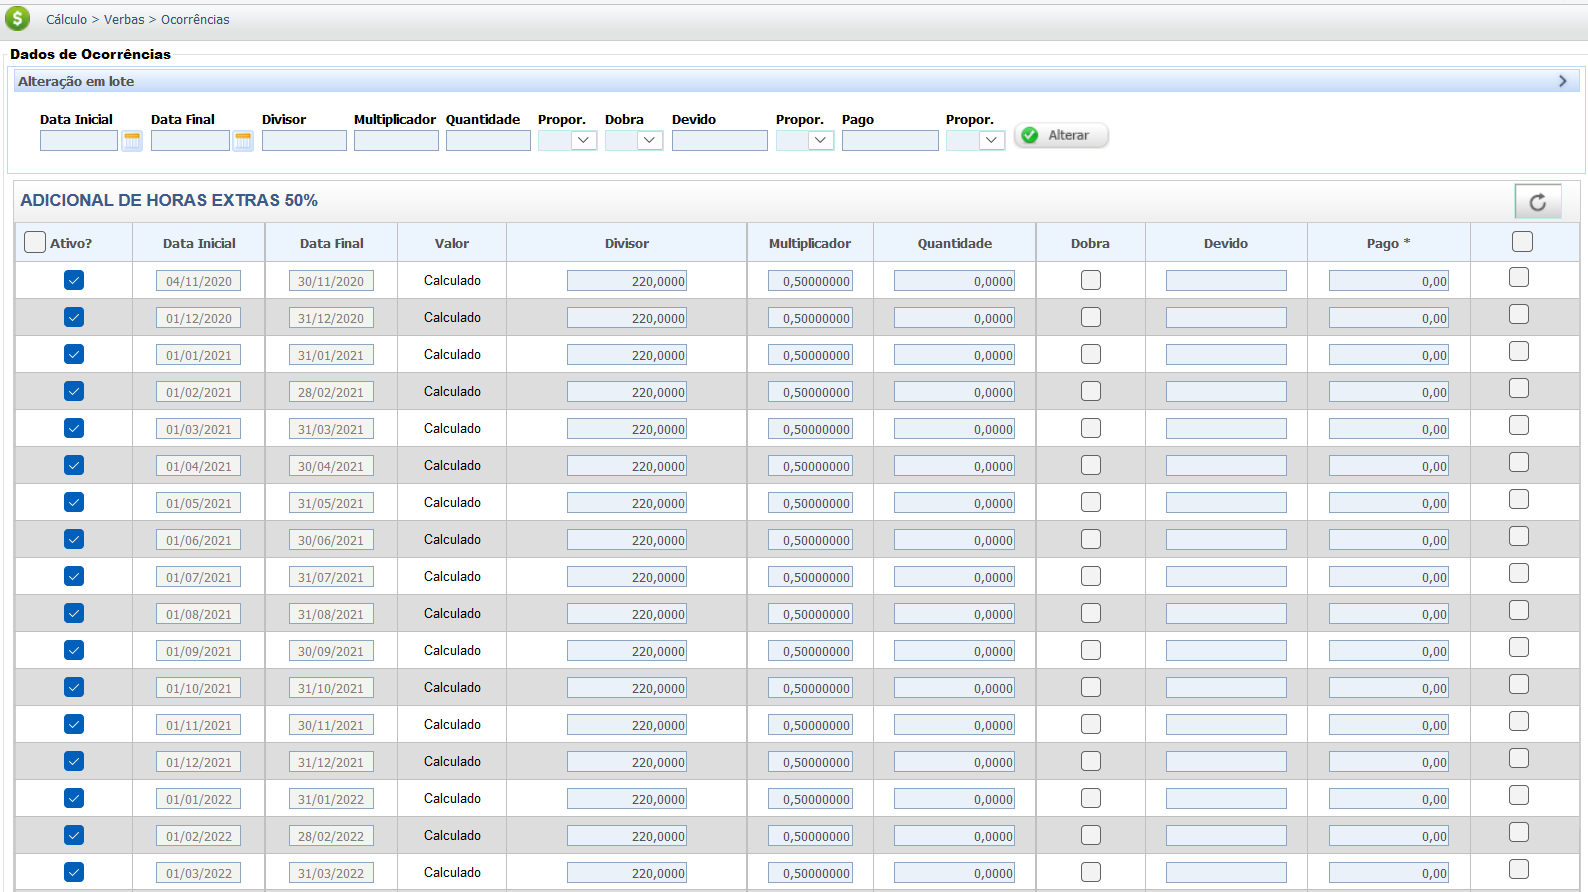 Cálculo > Verbas > Ocorrências
Dados de Ocorrências
Alteração em lote
Data Inicial Data Final Divisor Multiplicador Quantidade Propor. Dobra Devido Propor. Pago Propor.
Alterar
ADICIONAL DE HORAS EXTRAS 50%
Ativo? Data Inicial Data Final Valor Divisor Multiplicador Quantidade Dobra Devido Pago *
04/11/2020 30/11/2020 Calculado 220,0000 0,50000000 0,0000 0,00
01/12/2020 31/12/2020 Calculado 220,0000 0,50000000 0,0000 0,00
01/01/2021 31/01/2021 Calculado 220,0000 0,50000000 0,0000 0,00
01/02/2021 28/02/2021 Calculado 220,0000 0,50000000 0,0000 0,00
01/03/2021 31/03/2021 Calculado 220,0000 0,50000000 0,0000 0,00
01/04/2021 30/04/2021 Calculado 220,0000 0,50000000 0,0000 0,00
01/05/2021 31/05/2021 Calculado 220,0000 0,50000000 0,0000 0,00
01/06/2021 30/06/2021 Calculado 220,0000 0,50000000 0,0000 0,00
01/07/2021 31/07/2021 Calculado 220,0000 0,50000000 0,0000 0,00
01/08/2021 31/08/2021 Calculado 220,0000 0,50000000 0,0000 0,00
01/09/2021 30/09/2021 Calculado 220,0000 0,50000000 0,0000 0,00
01/10/2021 31/10/2021 Calculado 220,0000 0,50000000 0,0000 0,00
01/11/2021 30/11/2021 Calculado 220,0000 0,50000000 0,0000 0,00
01/12/2021 31/12/2021 Calculado 220,0000 0,50000000 0,0000 0,00
01/01/2022 31/01/2022 Calculado 220,0000 0,50000000 0,0000 0,00
01/02/2022 28/02/2022 Calculado 220,0000 0,50000000 0,0000 0,00
01/03/2022 31/03/2022 Calculado 220,0000 0,50000000 0,0000 0,00